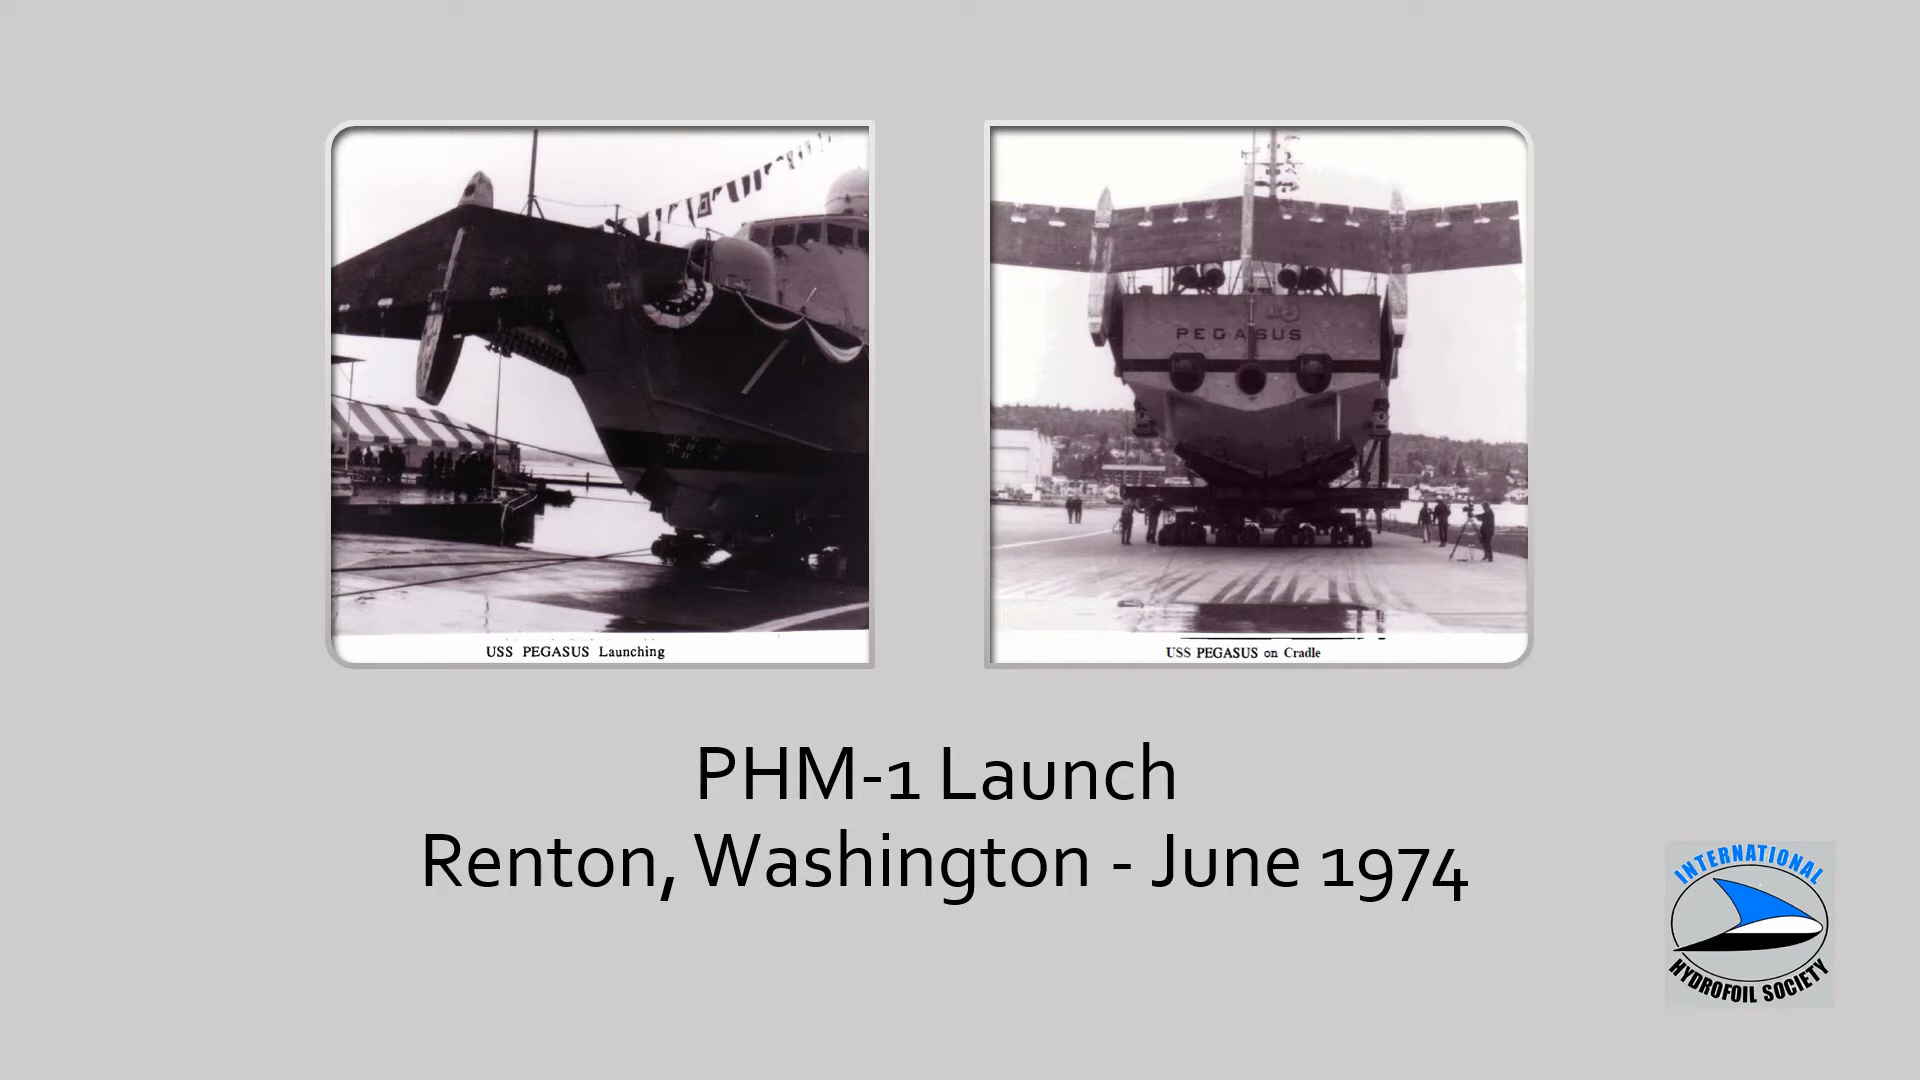 PEGASUS
USS PEGASUS Launching
USS PEGASUS on Cradle
PHM-1 Launch
Renton, Washington - June 1974
INTERNATIONAL
HYDROFOIL SOCIETY